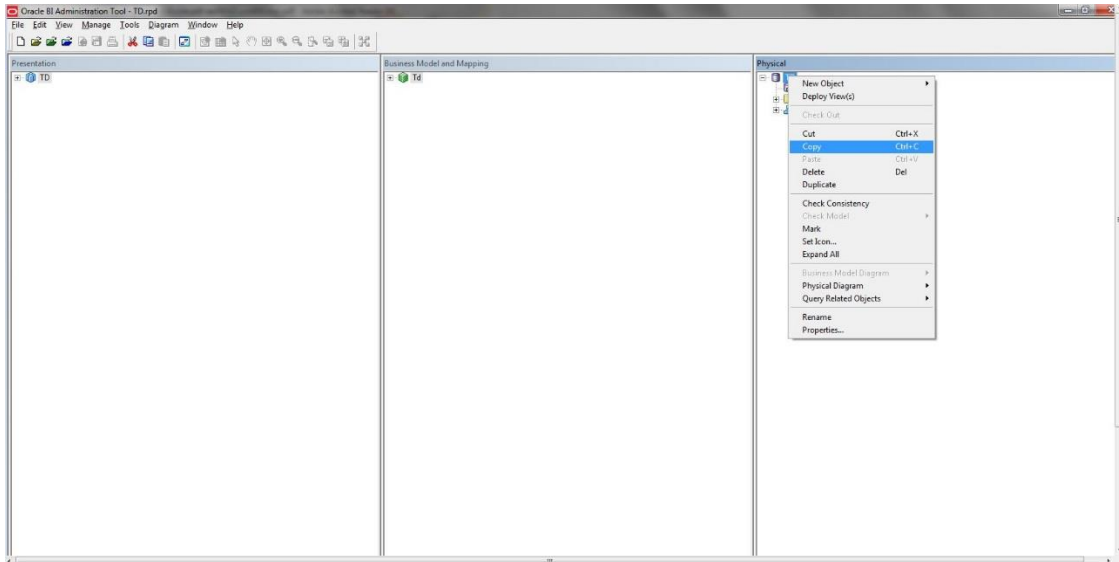 Oracle BI Administration Tool - TD.rpd
File Edit View Manage Tools Diagram Window Help
Presentation
TD
Business Model and Mapping
Td
Physical
New Object
Deploy View(s)
Check Out
Cut Ctrl+X
Copy Ctrl+C
Paste Ctrl+V
Delete Del
Duplicate
Check Consistency
Check Model
Mark
Set Icon...
Expand All
Business Model Diagram
Physical Diagram
Query Related Objects
Rename
Properties...